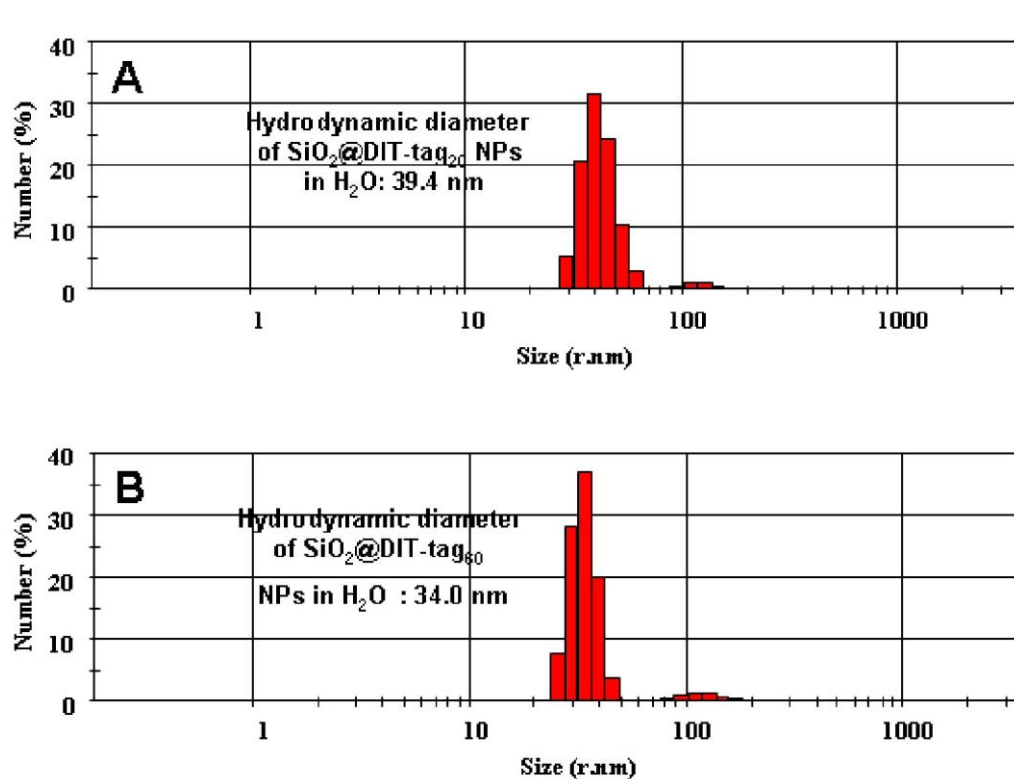 A
40
30
20
10
0
Number (%)
Hydrodynamic diameter
of SiO₂@DIT-taq₂₀ NPs
in H₂O: 39.4 nm
1 10 100 1000
Size (r.nm)
B
40
30
20
10
0
Number (%)
Hydrodynamic diameter
of SiO₂@DIT-tag₆₀
NPs in H₂O : 34.0 nm
1 10 100 1000
Size (r.nm)